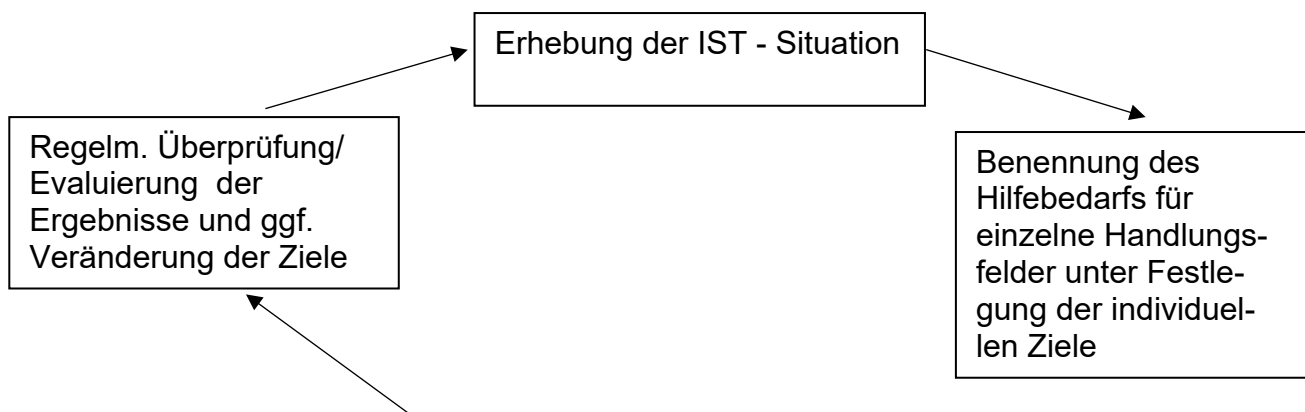 Erhebung der IST - Situation
Regelm. Überprüfung/
Evaluierung  der
Ergebnisse und ggf.
Veränderung der Ziele
Benennung des
Hilfebedarfs für
einzelne Handlungs-
felder unter Festle-
gung der individuel-
len Ziele